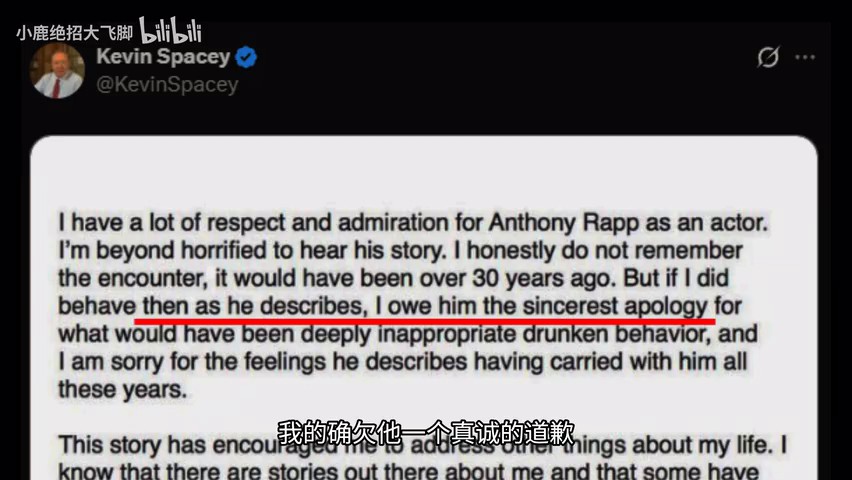 小鹿绝招大飞脚 bilibili
Kevin Spacey
@KevinSpacey
I have a lot of respect and admiration for Anthony Rapp as an actor.
I'm beyond horrified to hear his story. I honestly do not remember
the encounter, it would have been over 30 years ago. But if I did
behave then as he describes, I owe him the sincerest apology for
what would have been deeply inappropriate drunken behavior, and
I am sorry for the feelings he describes having carried with him all
these years.
我的确欠他一个真诚的道歉
This story has encouraged me to address other things about my life. I
know that there are stories out there about me and that some have